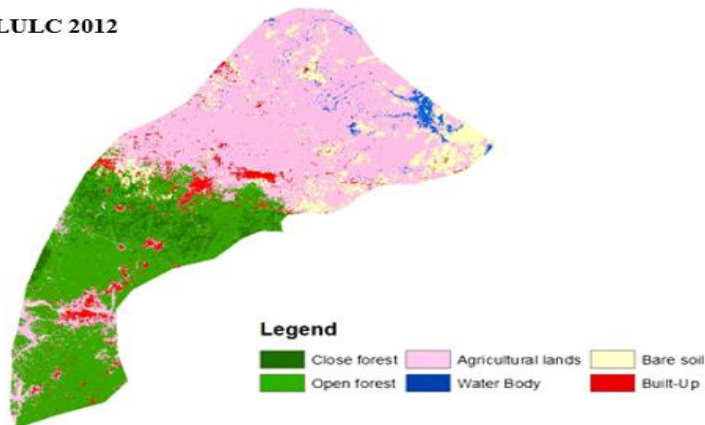 LULC 2012
Legend
Close forest Agricultural lands Bare soil
Open forest Water Body Built-Up